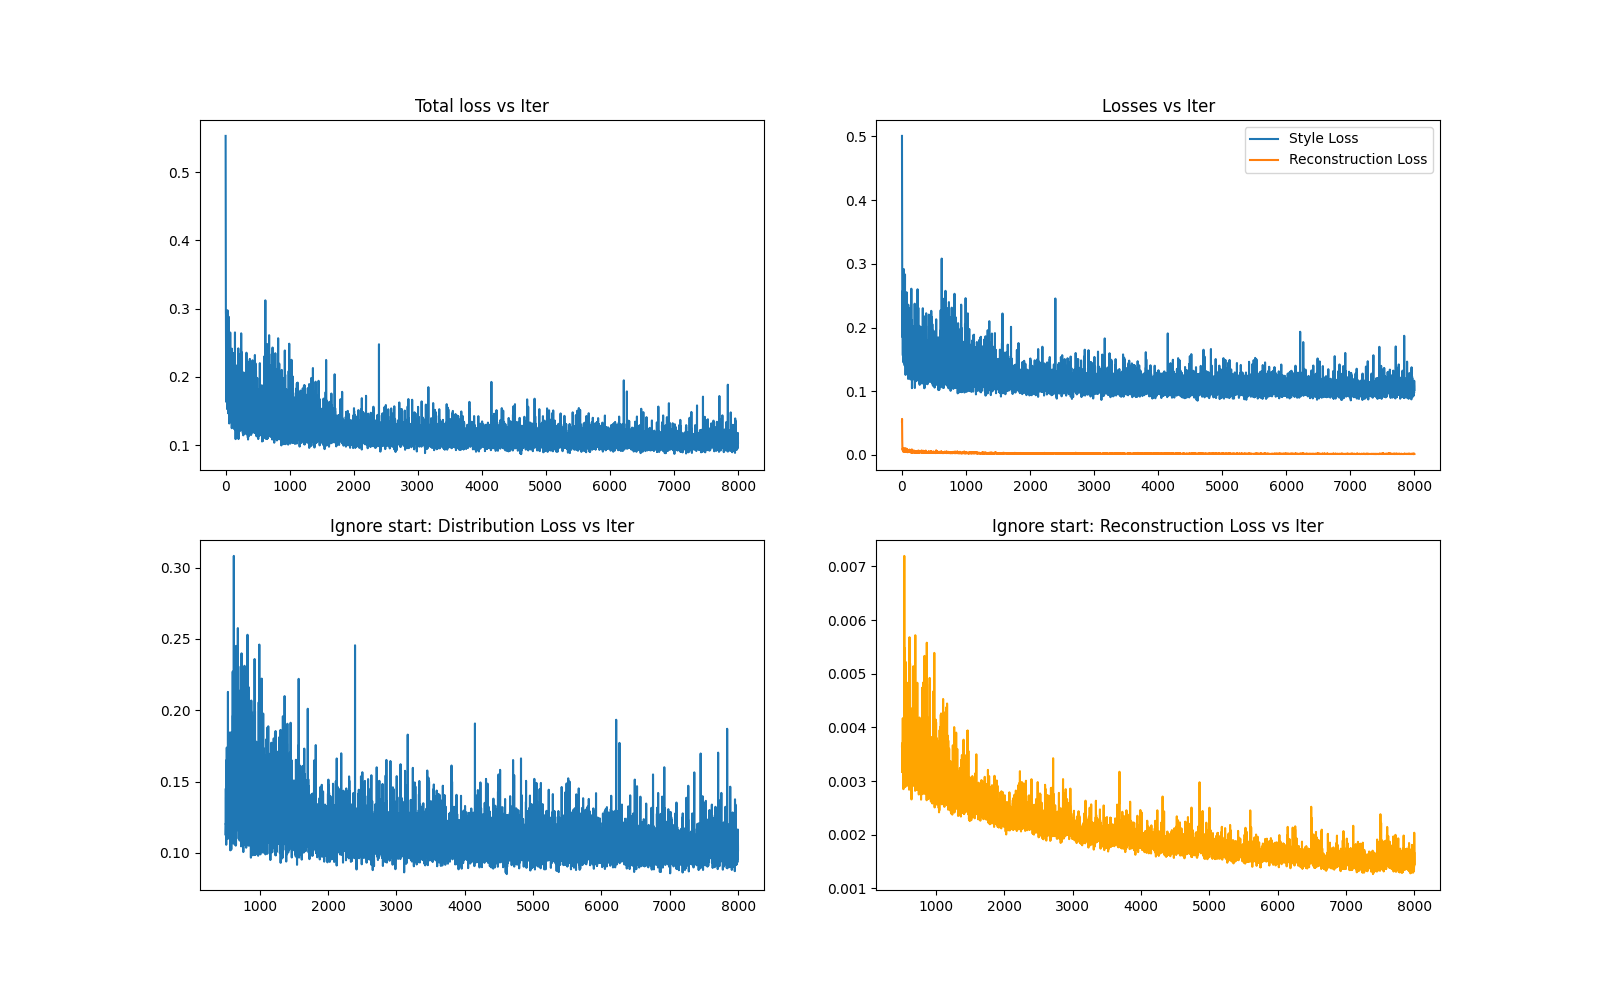 Total loss vs Iter
0.5
0.4
0.3
0.2
0.1
0 1000 2000 3000 4000 5000 6000 7000 8000
Losses vs Iter
Style Loss
Reconstruction Loss
0.5
0.4
0.3
0.2
0.1
0.0
0 1000 2000 3000 4000 5000 6000 7000 8000
Ignore start: Distribution Loss vs Iter
0.30
0.25
0.20
0.15
0.10
1000 2000 3000 4000 5000 6000 7000 8000
Ignore start: Reconstruction Loss vs Iter
0.007
0.006
0.005
0.004
0.003
0.002
0.001
1000 2000 3000 4000 5000 6000 7000 8000